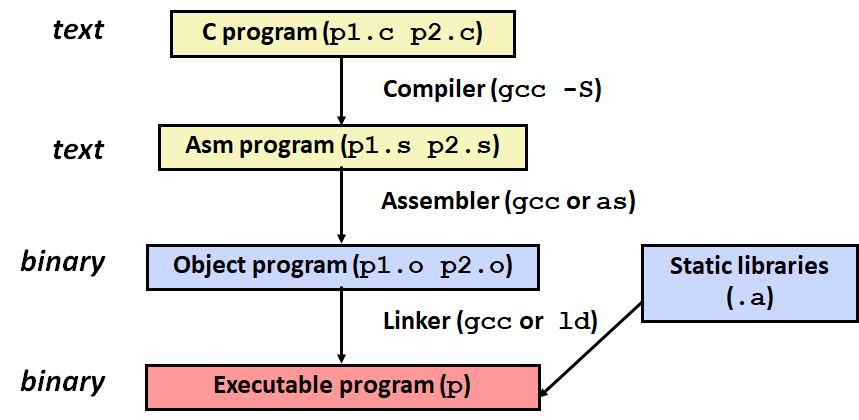 text
C program (p1.c p2.c)
Compiler (gcc -S)
text
Asm program (p1.s p2.s)
Assembler (gcc or as)
binary
Object program (p1.o p2.o)
Static libraries
(.a)
Linker (gcc or ld)
binary
Executable program (p)